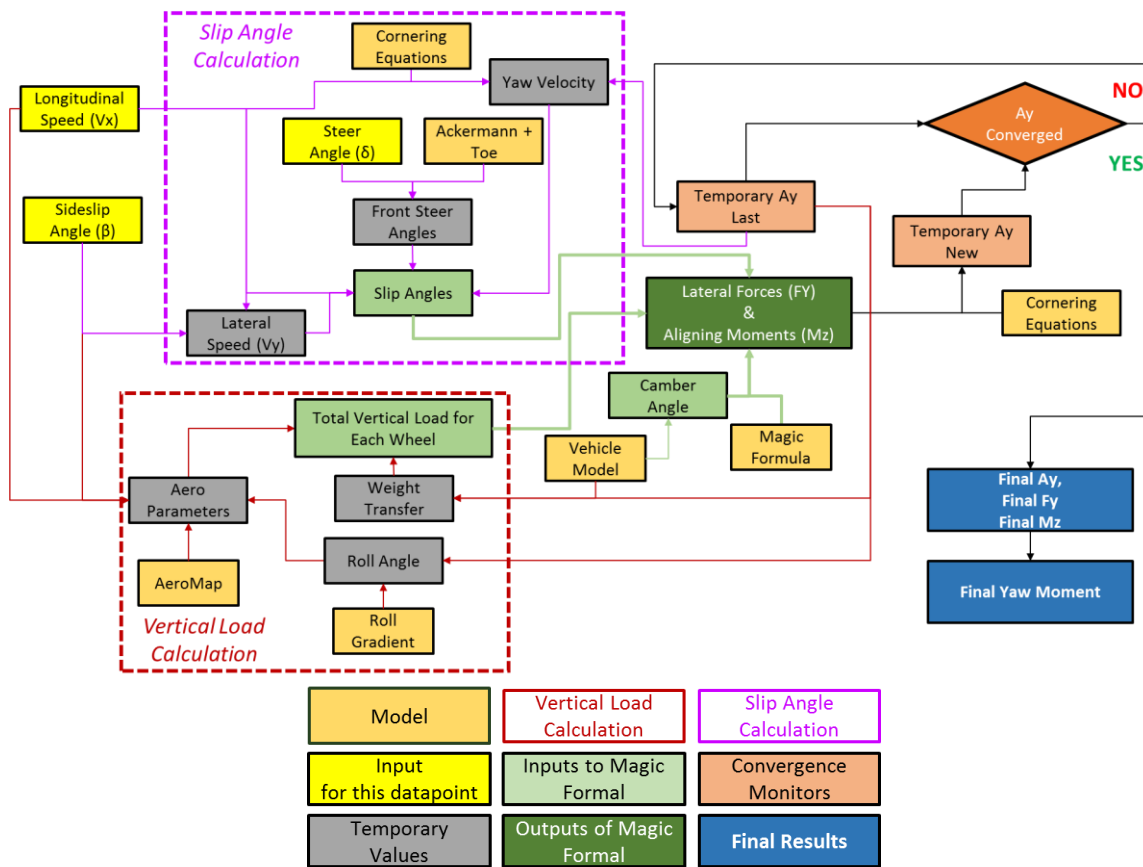 Slip Angle
Calculation
Cornering
Equations
Yaw Velocity
Longitudinal
Speed (Vx)
Steer
Angle (δ)
Ackermann +
Toe
Sideslip
Angle (β)
Front Steer
Angles
Slip Angles
Lateral
Speed (Vy)
NO
Ay
Converged
YES
Temporary Ay
Last
Temporary Ay
New
Lateral Forces (FY)
&
Aligning Moments (Mz)
Cornering
Equations
Camber
Angle
Magic
Formula
Vehicle
Model
Total Vertical Load for
Each Wheel
Aero
Parameters
Weight
Transfer
Roll Angle
AeroMap
Roll
Gradient
Vertical Load
Calculation
Final Ay,
Final Fy
Final Mz
Final Yaw Moment
Model
Vertical Load
Calculation
Slip Angle
Calculation
Input
for this datapoint
Inputs to Magic
Formal
Convergence
Monitors
Temporary
Values
Outputs of Magic
Formal
Final Results